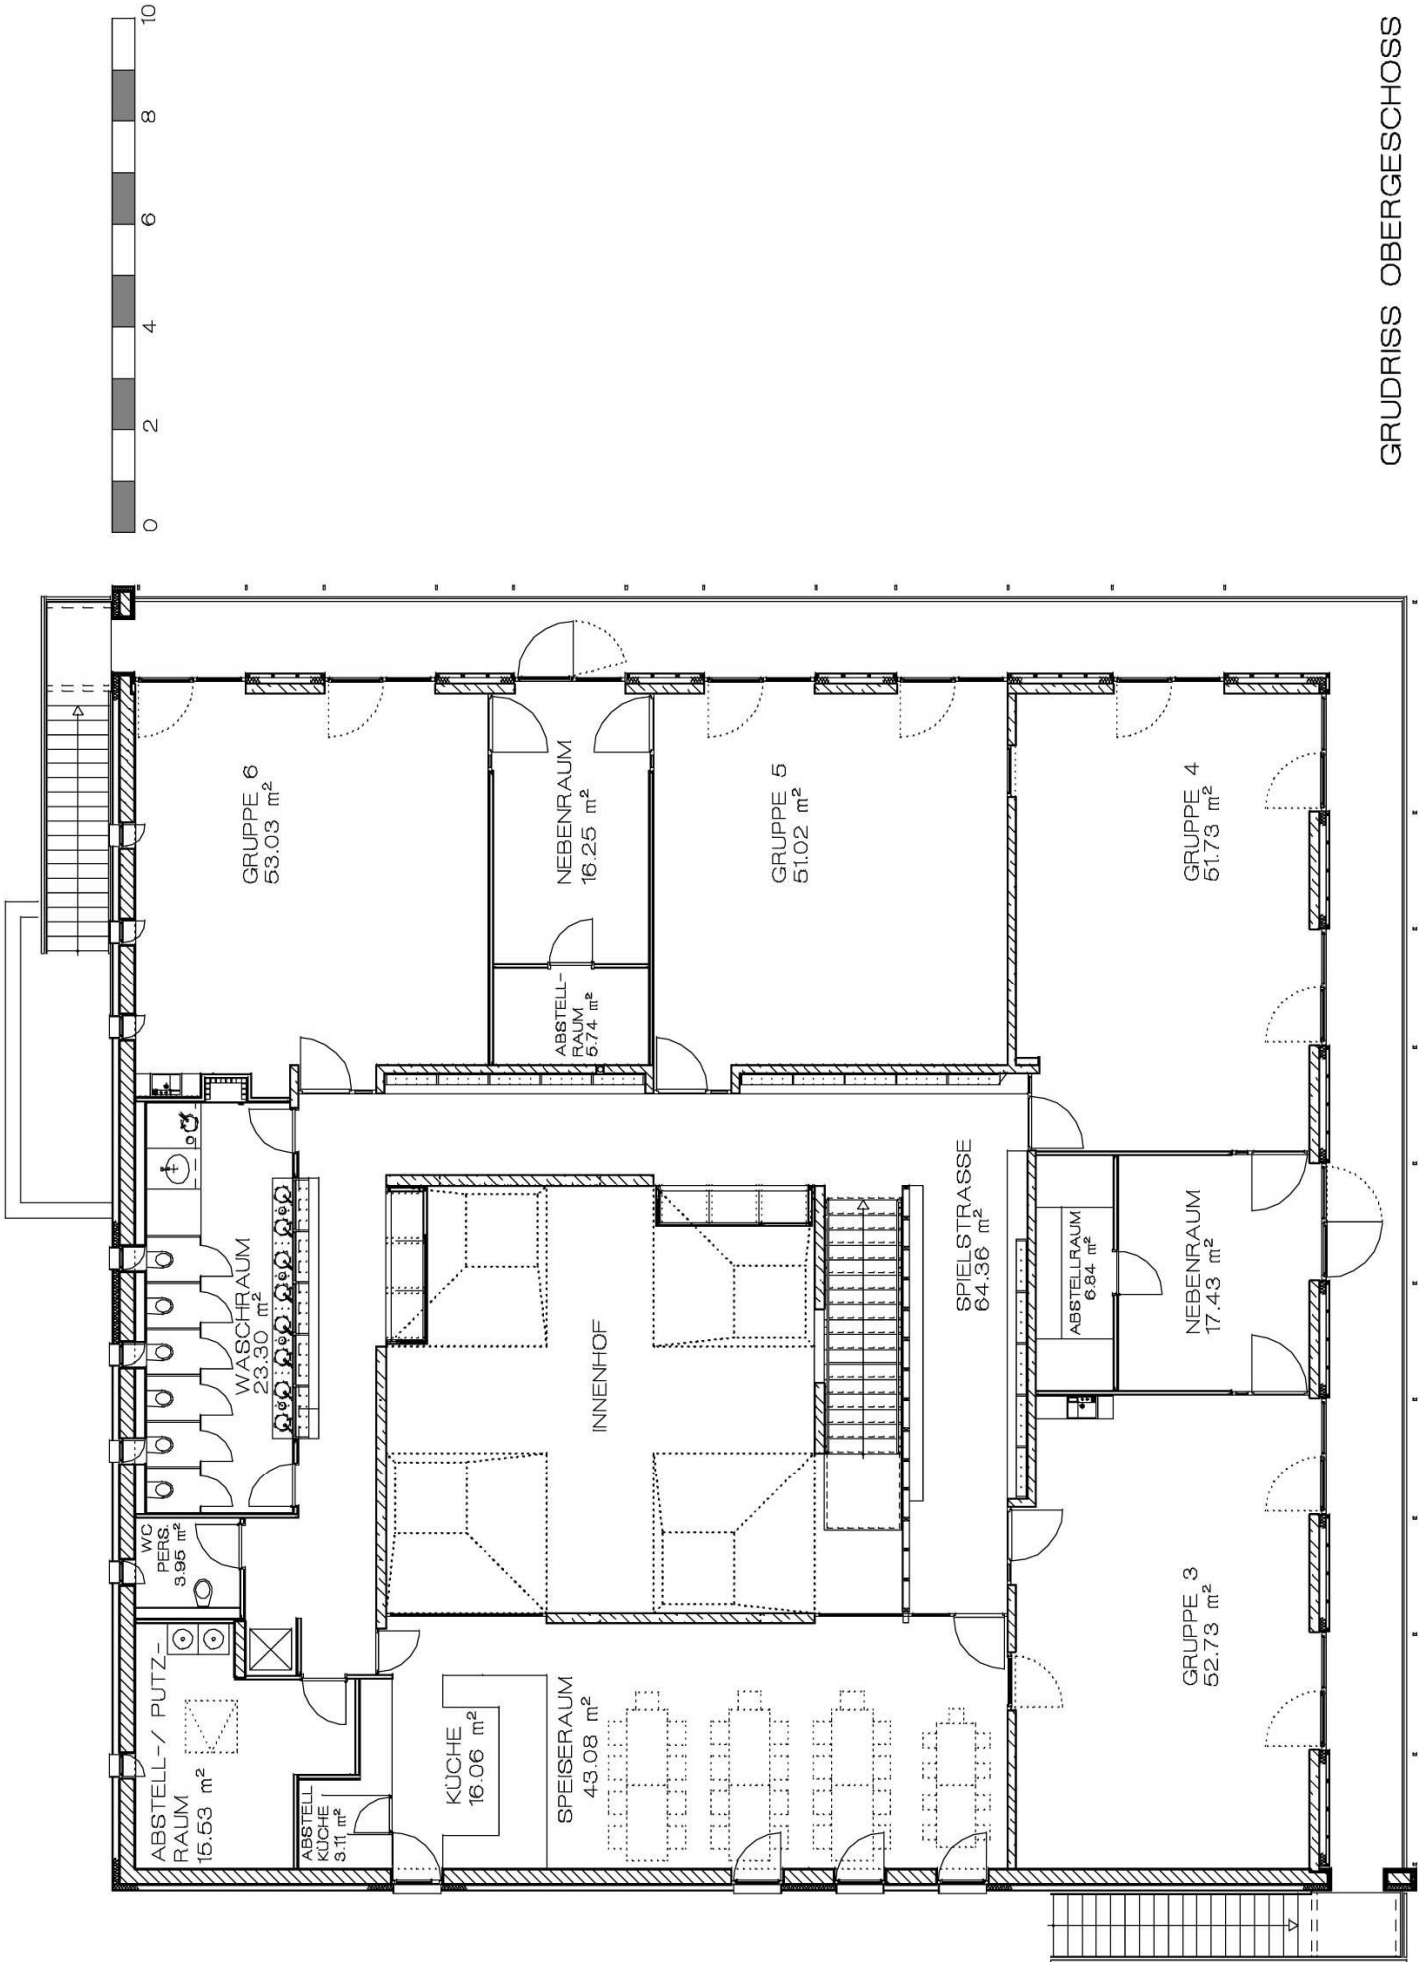 0 2 4 6 8 10
ABSTELL-/ PUTZ-
RAUM
15.53 m²
WC
PERS.
3.95 m²
WASCHRAUM
23.30 m²
GRUPPE 6
53.03 m²
ABSTELL
KÜCHE
3.11 m²
KÜCHE
16.06 m²
SPEISERAUM
43.08 m²
INNENHOF
ABSTELL-
RAUM
5.74 m²
NEBENRAUM
16.25 m²
GRUPPE 5
51.02 m²
SPIELSTRASSE
64.36 m²
ABSTELLRAUM
6.84 m²
NEBENRAUM
17.43 m²
GRUPPE 3
52.73 m²
GRUPPE 4
51.73 m²
GRUDRISS OBERGESCHOSS